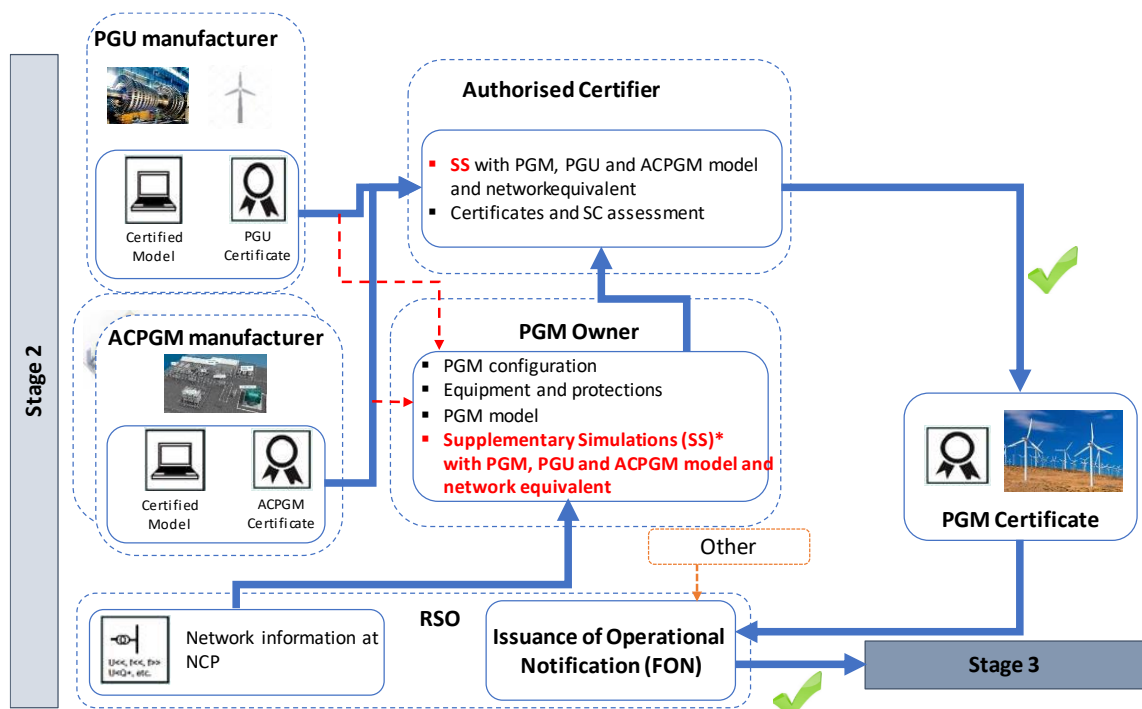 Stage 2
PGU manufacturer
Certified
Model
PGU
Certificate
ACPGM manufacturer
Certified
Model
ACPGM
Certificate
Authorised Certifier
▪ SS with PGM, PGU and ACPGM model
and networkequivalent
▪ Certificates and SC assessment
PGM Owner
▪ PGM configuration
▪ Equipment and protections
▪ PGM model
▪ Supplementary Simulations (SS)*
with PGM, PGU and ACPGM model and
network equivalent
PGM Certificate
Other
RSO
U<<, f<<, f>>
U<Q+, etc.
Network information at
NCP
Issuance of Operational
Notification (FON)
Stage 3